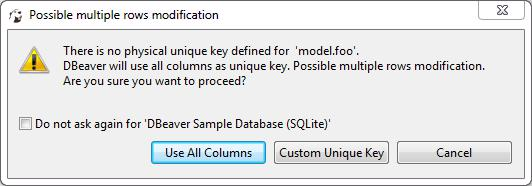 Possible multiple rows modification
There is no physical unique key defined for  'model.foo'.
DBeaver will use all columns as unique key. Possible multiple rows modification.
Are you sure you want to proceed?
Do not ask again for 'DBeaver Sample Database (SQLite)'
Use All Columns
Custom Unique Key
Cancel